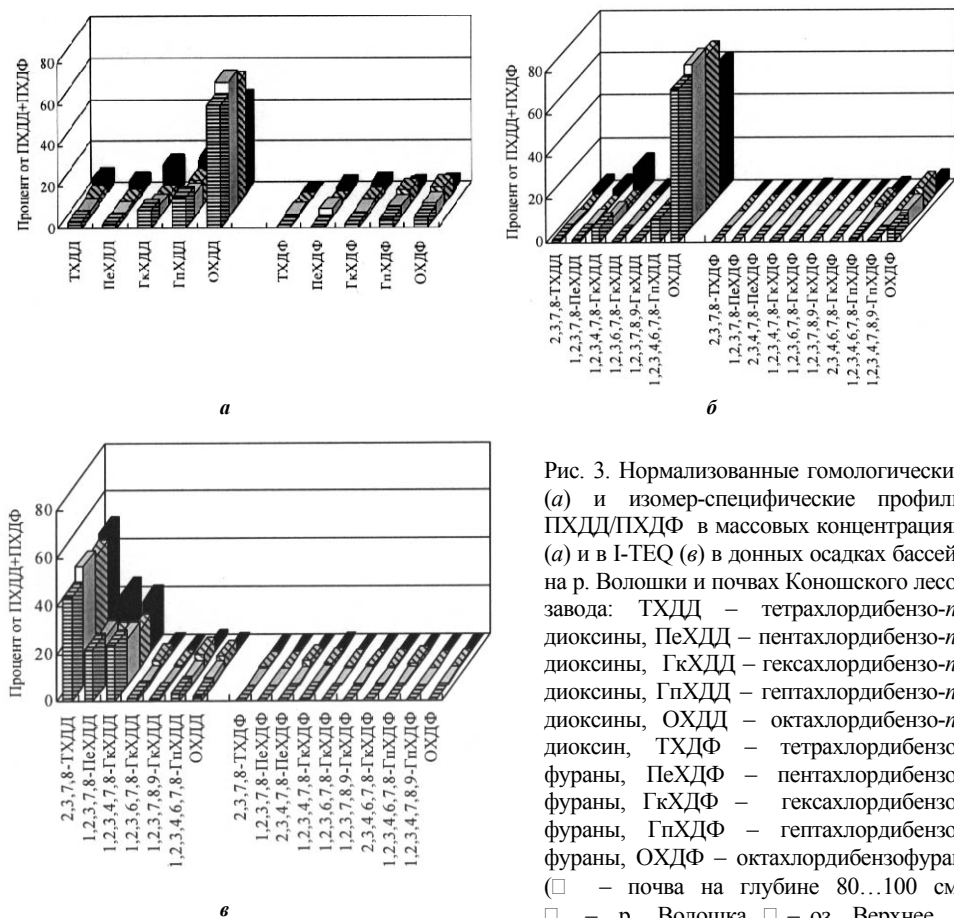 Процент от ПХДД+ПХДФ
80
60
40
20
0
ТХДД
ПеХДД
ГкХДД
ГпХДД
ОХДД
ТХДФ
ПеХДФ
ГкХДФ
ГпХДФ
ОХДФ
а
Процент от ПХДД+ПХДФ
80
60
40
20
0
2,3,7,8-ТХДД
1,2,3,7,8-ПеХДД
1,2,3,4,7,8-ГкХДД
1,2,3,6,7,8-ГкХДД
1,2,3,7,8,9-ГкХДД
1,2,3,4,6,7,8-ГпХДД
ОХДД
2,3,7,8-ТХДФ
1,2,3,7,8-ПеХДФ
2,3,4,7,8-ПеХДФ
1,2,3,4,7,8-ГкХДФ
1,2,3,6,7,8-ГкХДФ
1,2,3,7,8,9-ГкХДФ
2,3,4,6,7,8-ГкХДФ
1,2,3,4,6,7,8-ГпХДФ
1,2,3,4,7,8,9-ГпХДФ
ОХДФ
б
Процент от ПХДД+ПХДФ
80
60
40
20
0
2,3,7,8-ТХДД
1,2,3,7,8-ПеХДД
1,2,3,4,7,8-ГкХДД
1,2,3,6,7,8-ГкХДД
1,2,3,7,8,9-ГкХДД
1,2,3,4,6,7,8-ГпХДД
ОХДД
2,3,7,8-ТХДФ
1,2,3,7,8-ПеХДФ
2,3,4,7,8-ПеХДФ
1,2,3,4,7,8-ГкХДФ
1,2,3,6,7,8-ГкХДФ
1,2,3,7,8,9-ГкХДФ
2,3,4,6,7,8-ГкХДФ
1,2,3,4,6,7,8-ГпХДФ
1,2,3,4,7,8,9-ГпХДФ
ОХДФ
в
Рис. 3. Нормализованные гомологически
(а) и изомер-специфические профил
ПХДД/ПХДФ в массовых концентрация
(а) и в I-TEQ (в) в донных осадках бассей
на р. Волошки и почвах Коношского лесо
завода: ТХДД – тетрахлордибензо-п
диоксины, ПеХДД – пентахлордибензо-п
диоксины, ГкХДД – гексахлордибензо-п
диоксины, ГпХДД – гептахлордибензо-п
диоксины, ОХДД – октахлордибензо-п
диоксин, ТХДФ – тетрахлордибензо
фураны, ПеХДФ – пентахлордибензо
фураны, ГкХДФ – гексахлордибензо
фураны, ГпХДФ – гептахлордибензо
фураны, ОХДФ – октахлордибензофуран
(□ – почва на глубине 80…100 см
□ – р. Волошка □ – оз. Верхнее